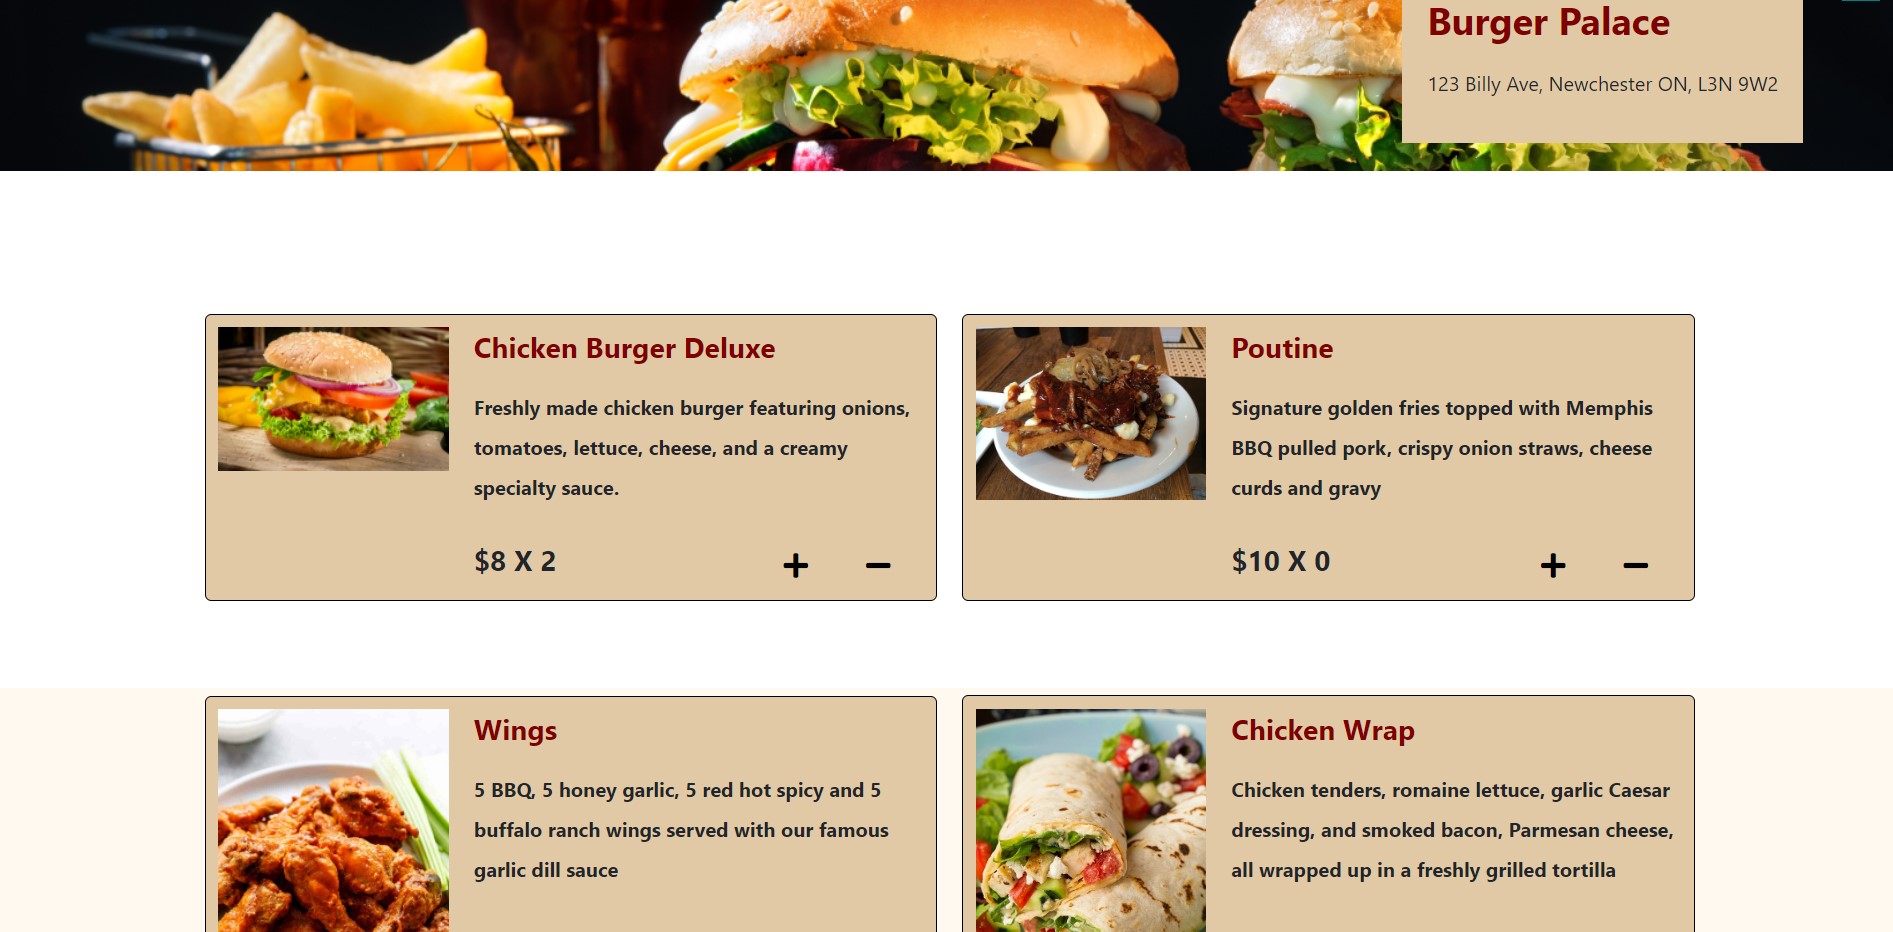 Burger Palace
123 Billy Ave, Newchester ON, L3N 9W2
Chicken Burger Deluxe
Freshly made chicken burger featuring onions,
tomatoes, lettuce, cheese, and a creamy
specialty sauce.
$8 X 2
Poutine
Signature golden fries topped with Memphis
BBQ pulled pork, crispy onion straws, cheese
curds and gravy
$10 X 0
Wings
5 BBQ, 5 honey garlic, 5 red hot spicy and 5
buffalo ranch wings served with our famous
garlic dill sauce
Chicken Wrap
Chicken tenders, romaine lettuce, garlic Caesar
dressing, and smoked bacon, Parmesan cheese,
all wrapped up in a freshly grilled tortilla